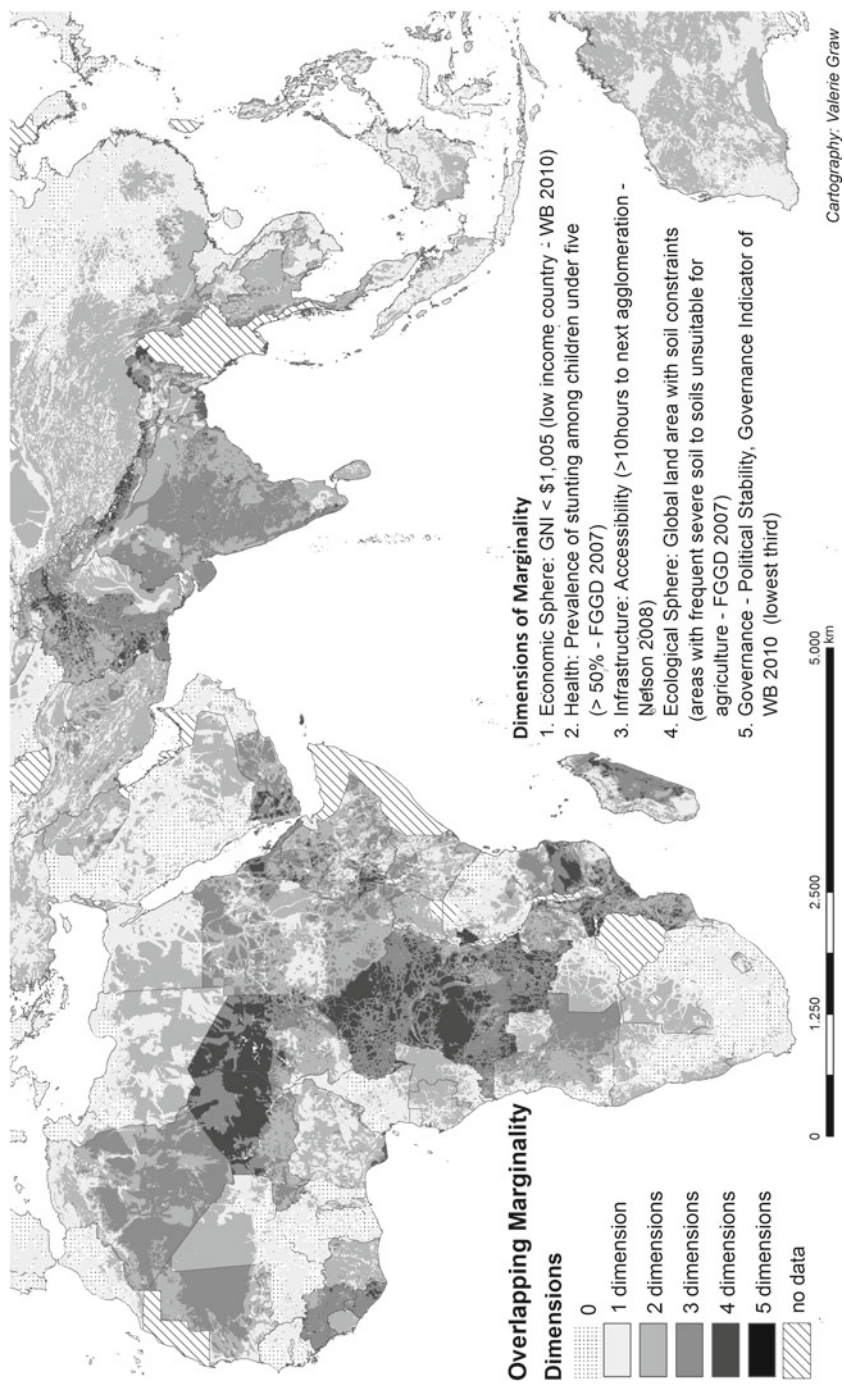 Dimensions of Marginality
1. Economic Sphere: GNI < $1,005 (low income country - WB 2010)
2. Health: Prevalence of stunting among children under five
(> 50% - FGGD 2007)
3. Infrastructure: Accessibility (>10hours to next agglomeration -
Nelson 2008)
4. Ecological Sphere: Global land area with soil constraints
(areas with frequent severe soil to soils unsuitable for
agriculture - FGGD 2007)
5. Governance - Political Stability, Governance Indicator of
WB 2010 (lowest third)
Overlapping Marginality
Dimensions
0
1 dimension
2 dimensions
3 dimensions
4 dimensions
5 dimensions
no data
0 1.250 2.500 5.000
km
Cartography: Valerie Graw